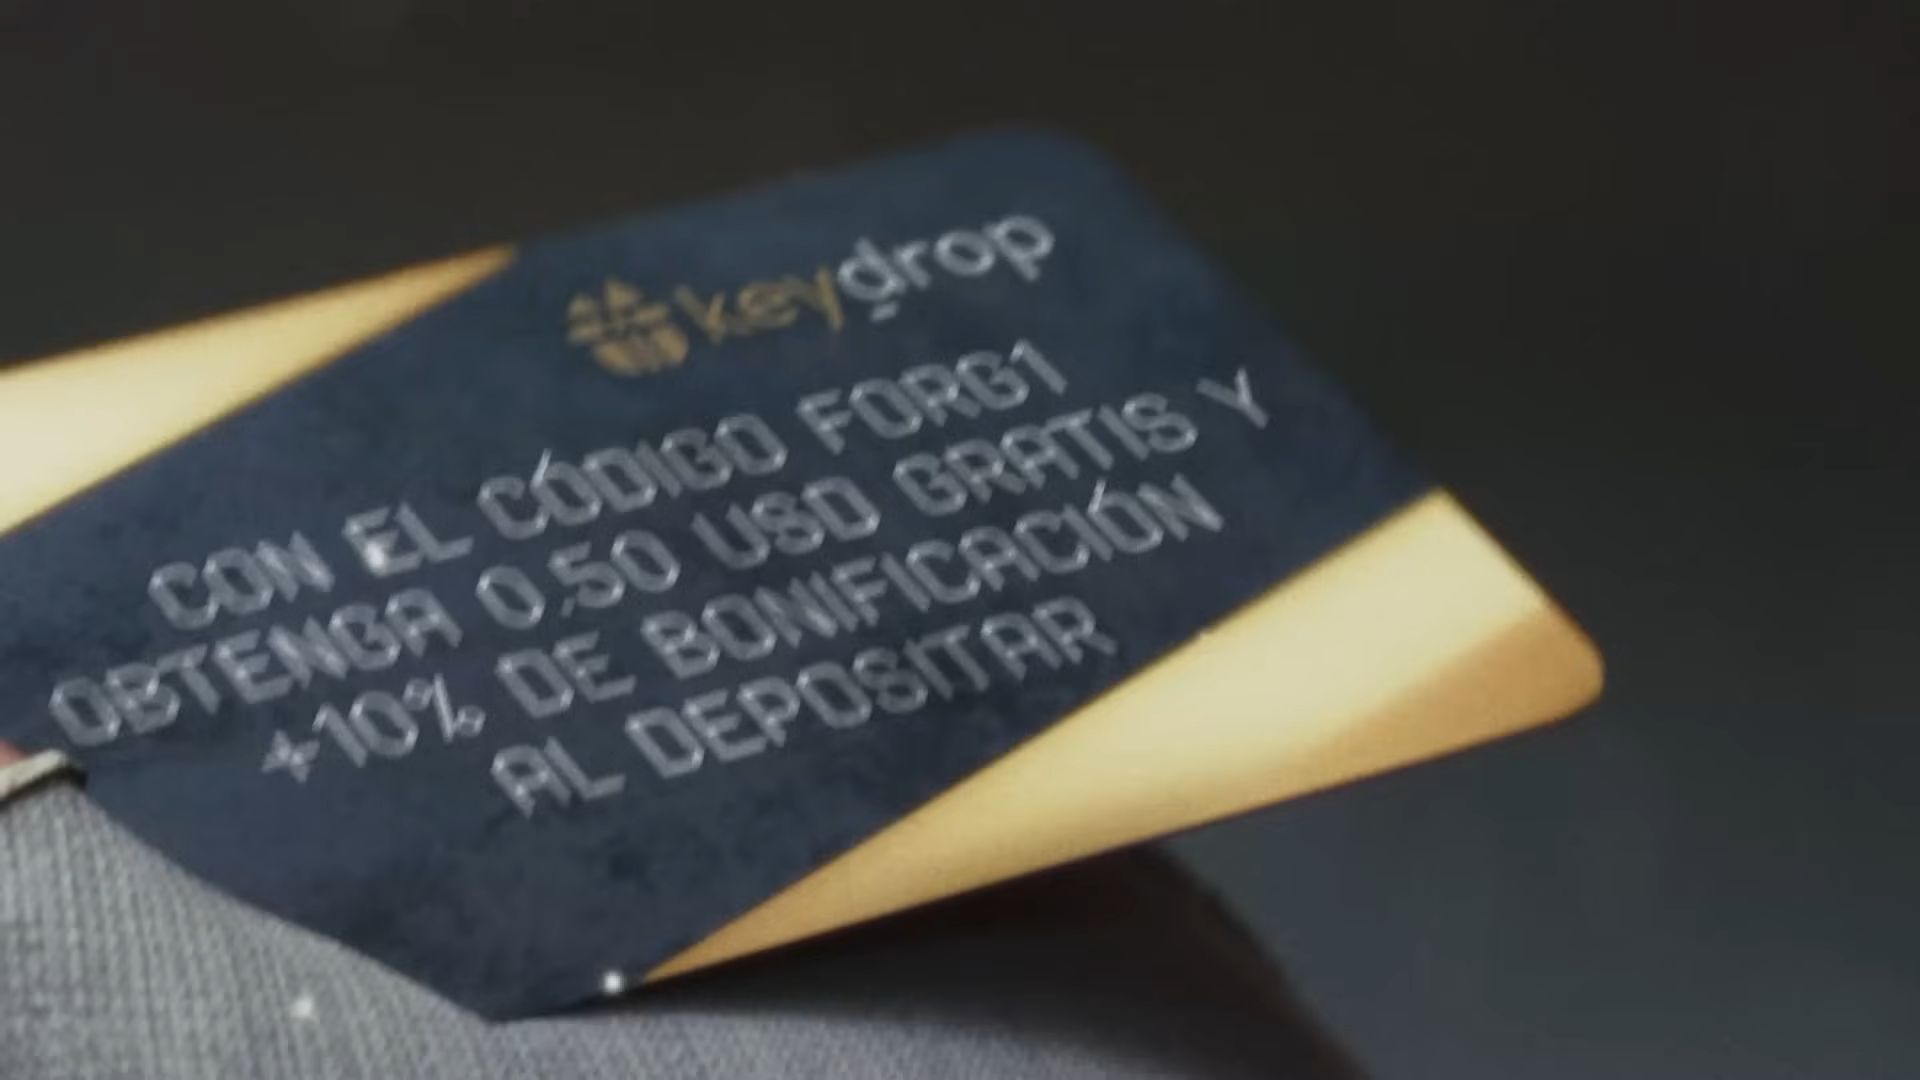 keydrop
CON EL CÓDIGO FORG1
OBTENGA 0.50 USD GRATIS Y
+10% DE BONIFICACIÓN
AL DEPOSITAR